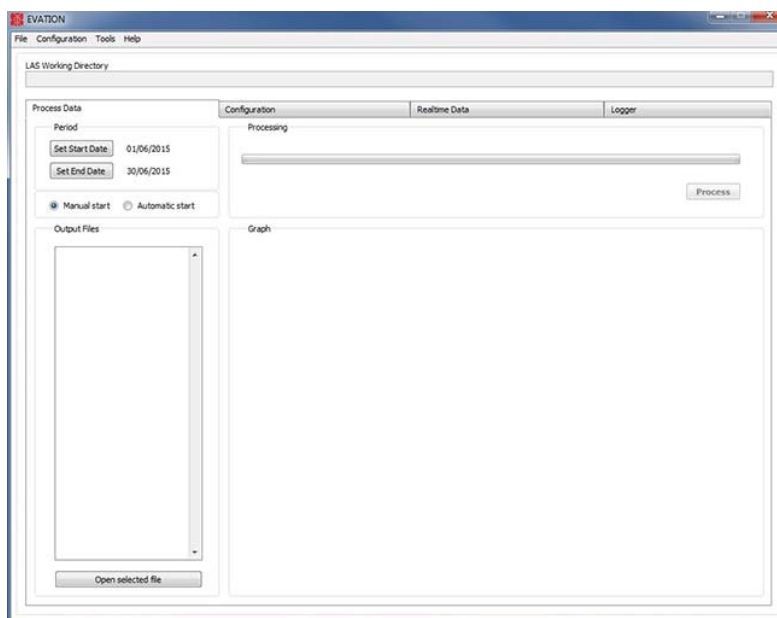 EVATION
File Configuration Tools Help
LAS Working Directory
Process Data Configuration Realtime Data Logger
Period
Set Start Date 01/06/2015
Set End Date 30/06/2015
Manual start Automatic start
Processing
Process
Output Files
Open selected file
Graph